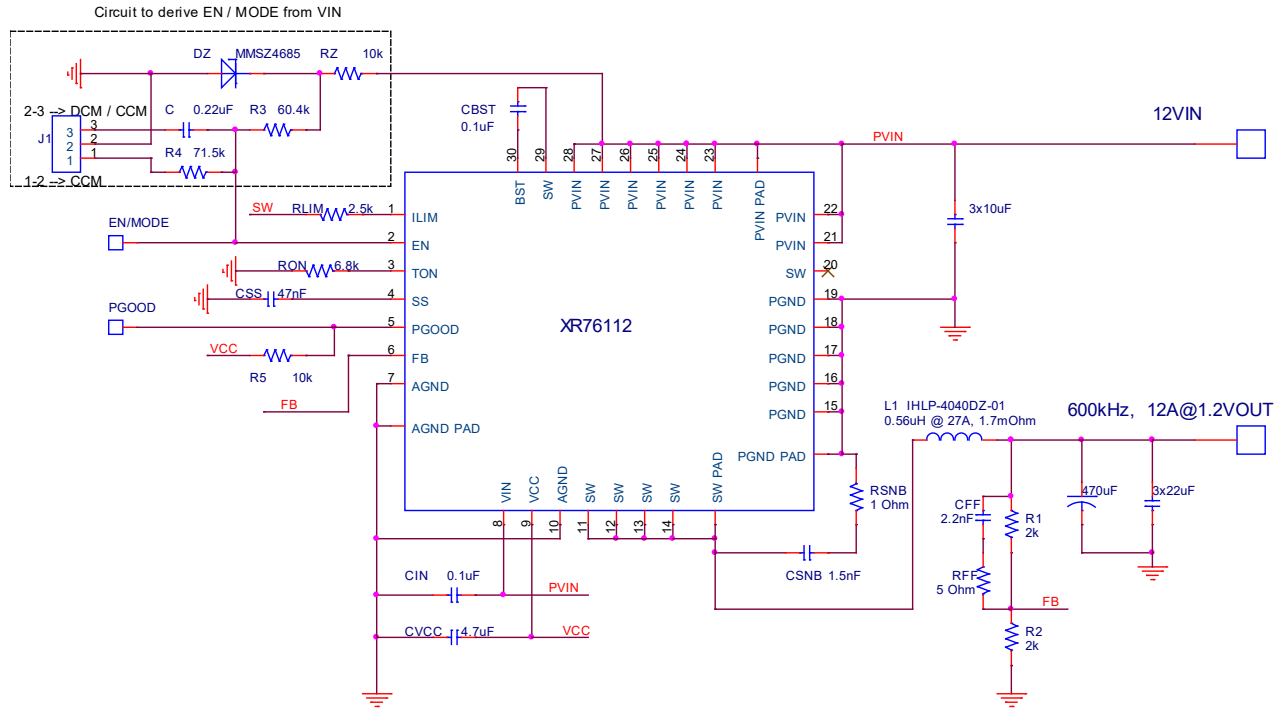 Circuit to derive EN / MODE from VIN
DZ MMSZ4685 RZ 10k
2-3 --> DCM / CCM
C 0.22uF R3 60.4k
J1 3 2 1
R4 71.5k
1-2 --> CCM
CBST
0.1uF
12VIN
PVIN
30 29 28 27 26 25 24 23
BST SW PVIN PVIN PVIN PVIN PVIN PVIN PVIN PAD
SW RLIM 2.5k 1 ILIM
EN/MODE
2 EN
RON 6.8k 3 TON
CSS 47nF 4 SS
PGOOD
5 PGOOD
VCC
R5 10k
6 FB
FB
7 AGND
AGND PAD
XR76112
PVIN 22
PVIN 21
SW 20
PGND 19
PGND 18
PGND 17
PGND 16
PGND 15
PGND PAD
3x10uF
VIN VCC AGND SW SW SW SW SW PAD
8 9 10 11 12 13 14
RSNB
1 Ohm
CSNB 1.5nF
CIN 0.1uF PVIN
CVCC 4.7uF VCC
L1 IHLP-4040DZ-01
0.56uH @ 27A, 1.7mOhm
600kHz, 12A@1.2VOUT
CFF
2.2nF
R1
2k
470uF
3x22uF
RFF
5 Ohm
FB
R2
2k